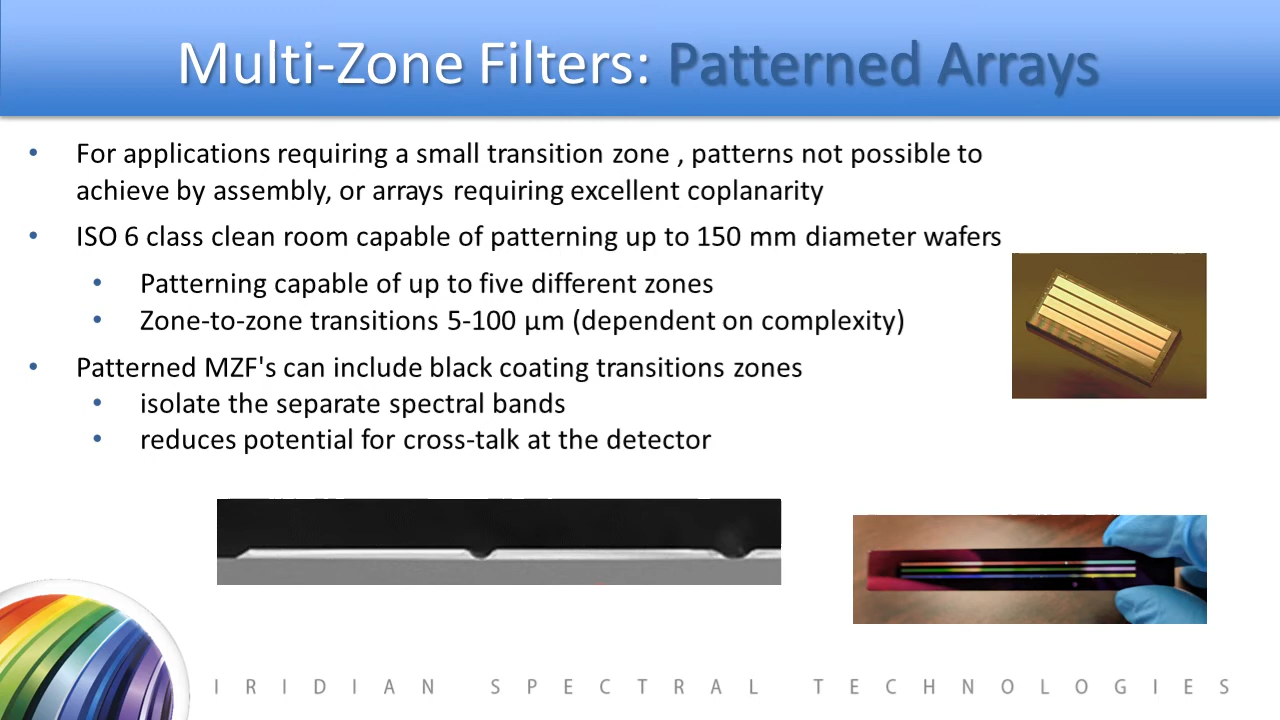 Multi-Zone Filters: Patterned Arrays
• For applications requiring a small transition zone , patterns not possible to
achieve by assembly, or arrays requiring excellent coplanarity
• ISO 6 class clean room capable of patterning up to 150 mm diameter wafers
• Patterning capable of up to five different zones
• Zone-to-zone transitions 5-100 µm (dependent on complexity)
• Patterned MZF's can include black coating transitions zones
• isolate the separate spectral bands
• reduces potential for cross-talk at the detector
IRIDIAN SPECTRAL TECHNOLOGIES